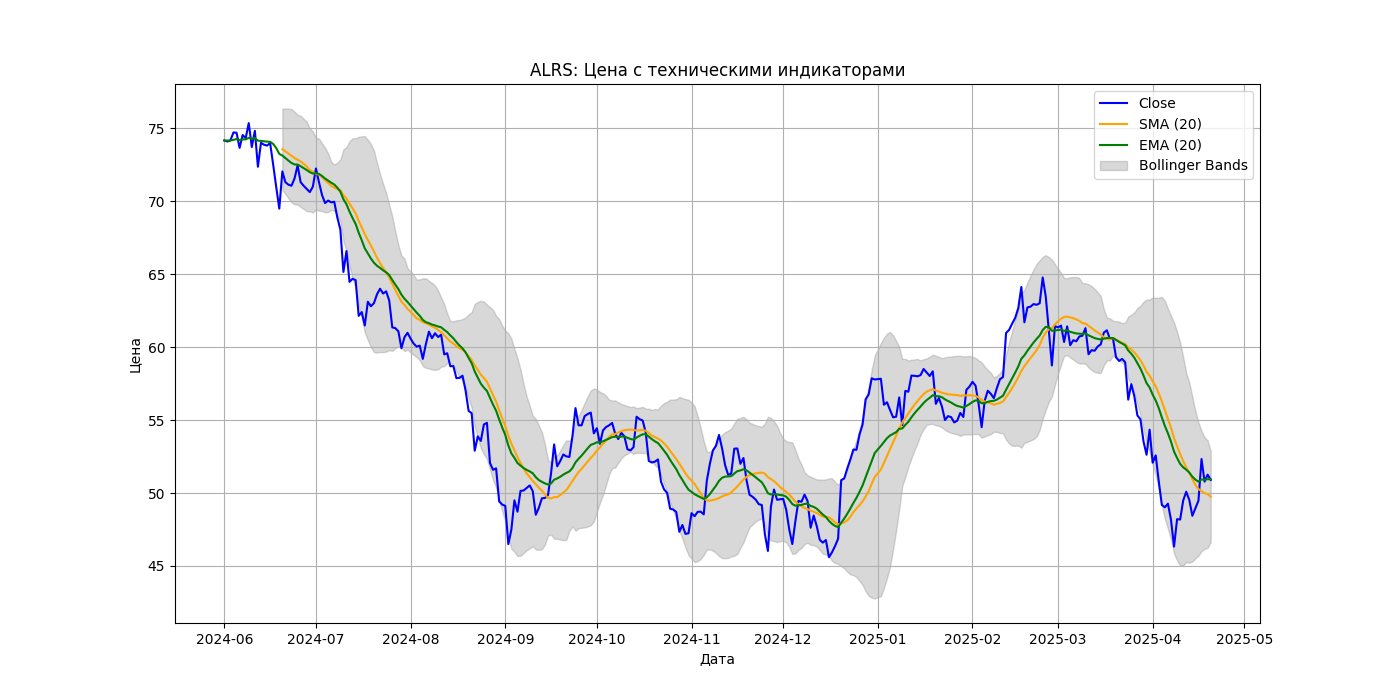 ALRS: Цена с техническими индикаторами
Close
SMA (20)
EMA (20)
Bollinger Bands
75
70
65
60
55
50
45
Цена
2024-06 2024-07 2024-08 2024-09 2024-10 2024-11 2024-12 2025-01 2025-02 2025-03 2025-04 2025-05
Дата